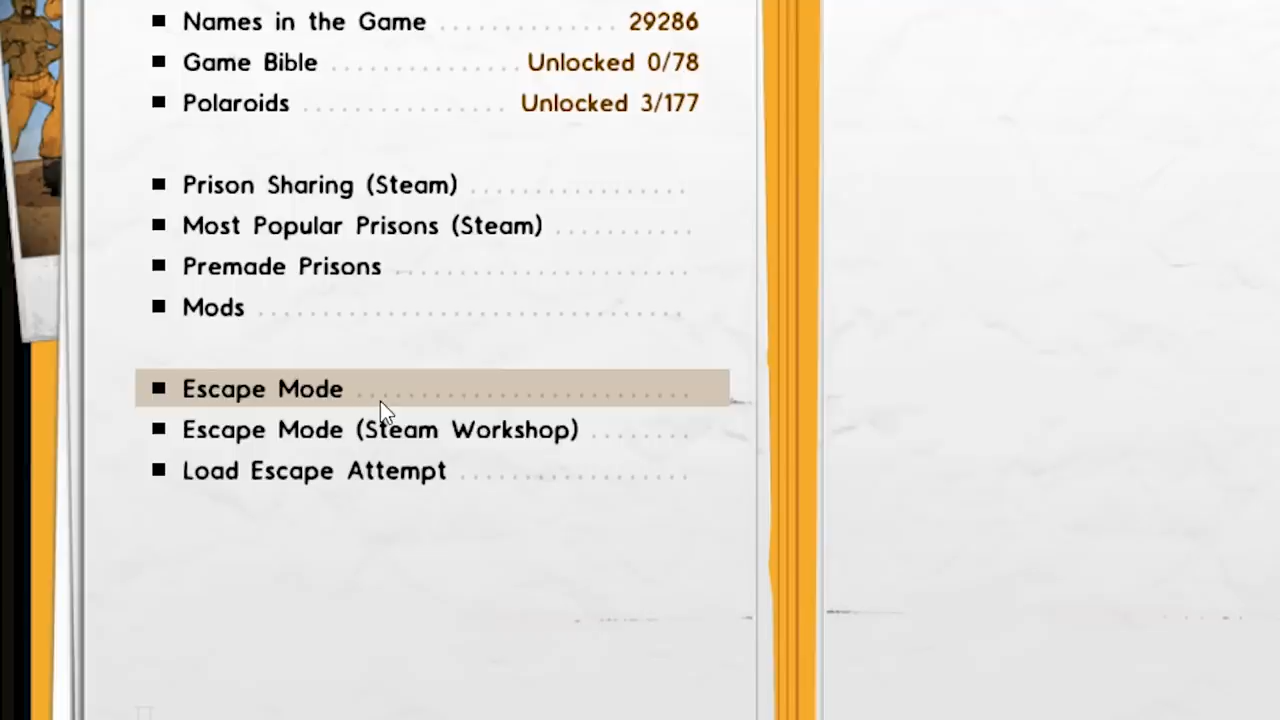 Names in the Game ............. 29286
Game Bible .............. Unlocked 0/78
Polaroids ............... Unlocked 3/177
Prison Sharing (Steam) .................
Most Popular Prisons (Steam) ...........
Premade Prisons ........................
Mods .................................
Escape Mode ..........................
Escape Mode (Steam Workshop) ........
Load Escape Attempt ..................